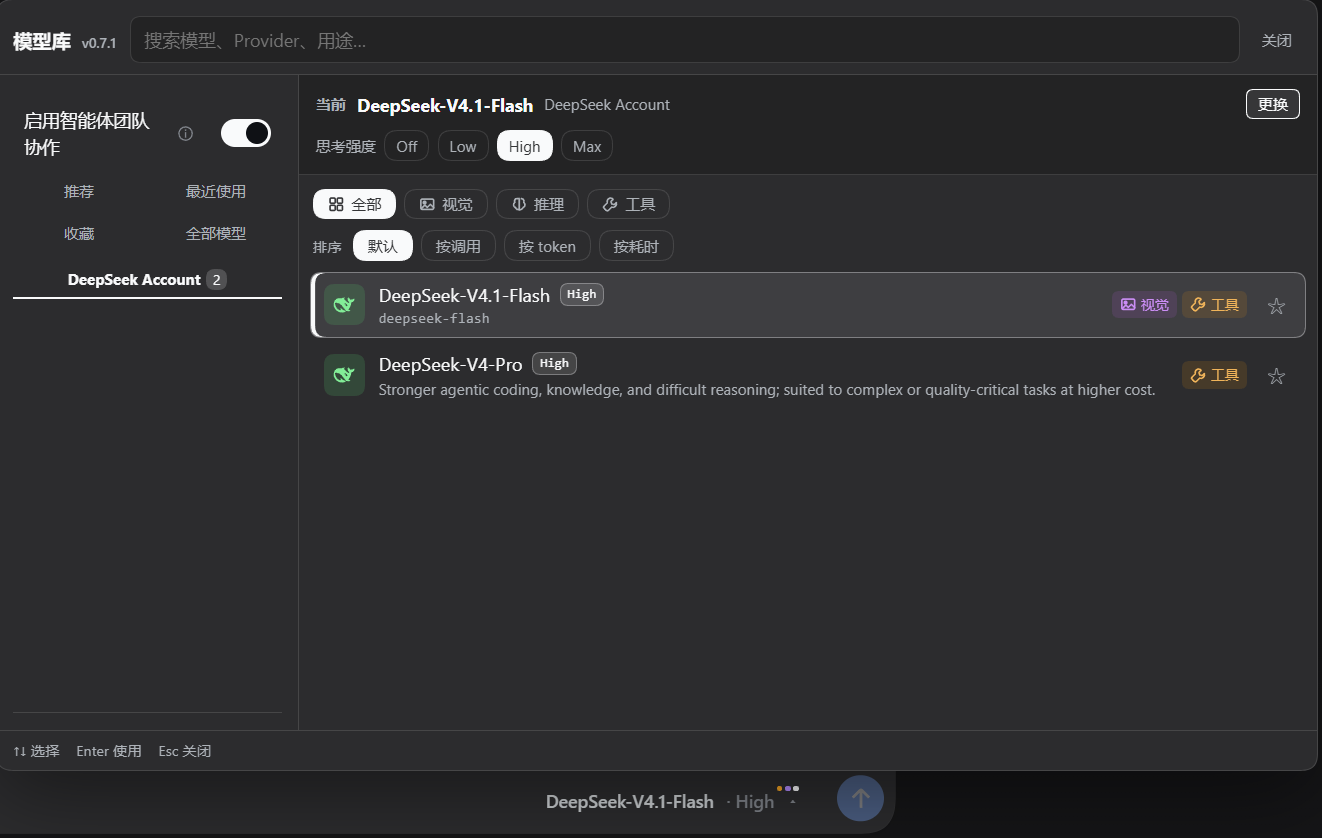 模型库 v0.7.1 搜索模型、Provider、用途... 关闭
启用智能体团队
协作
推荐 最近使用
收藏 全部模型
DeepSeek Account 2
当前 DeepSeek-V4.1-Flash DeepSeek Account 更换
思考强度 Off Low High Max
全部 视觉 推理 工具
排序 默认 按调用 按 token 按耗时
DeepSeek-V4.1-Flash High
deepseek-flash
视觉 工具
DeepSeek-V4-Pro High
Stronger agentic coding, knowledge, and difficult reasoning; suited to complex or quality-critical tasks at higher cost.
工具
↑↓ 选择 Enter 使用 Esc 关闭
DeepSeek-V4.1-Flash · High